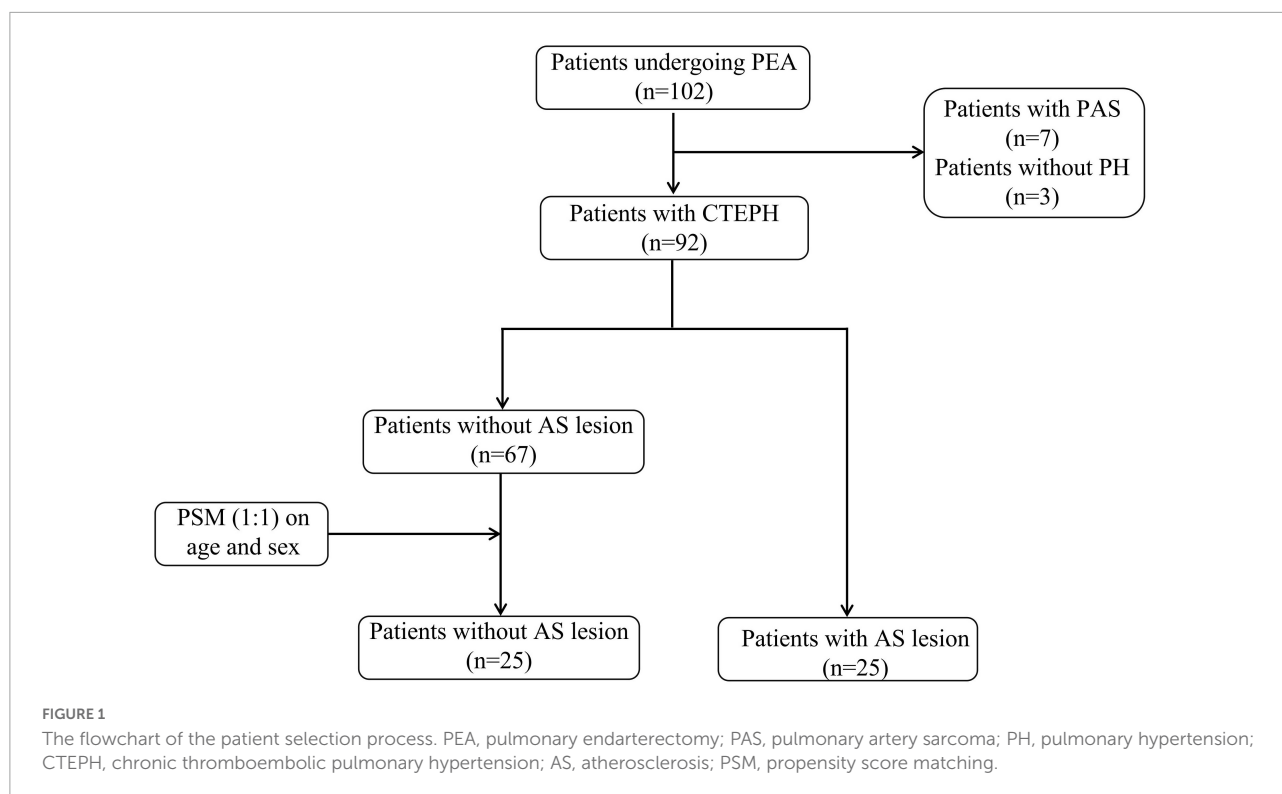 Patients undergoing PEA
(n=102)
Patients with PAS
(n=7)
Patients without PH
(n=3)
Patients with CTEPH
(n=92)
Patients without AS lesion
(n=67)
PSM (1:1) on
age and sex
Patients without AS lesion
(n=25)
Patients with AS lesion
(n=25)
FIGURE 1
The flowchart of the patient selection process. PEA, pulmonary endarterectomy; PAS, pulmonary artery sarcoma; PH, pulmonary hypertension;
CTEPH, chronic thromboembolic pulmonary hypertension; AS, atherosclerosis; PSM, propensity score matching.